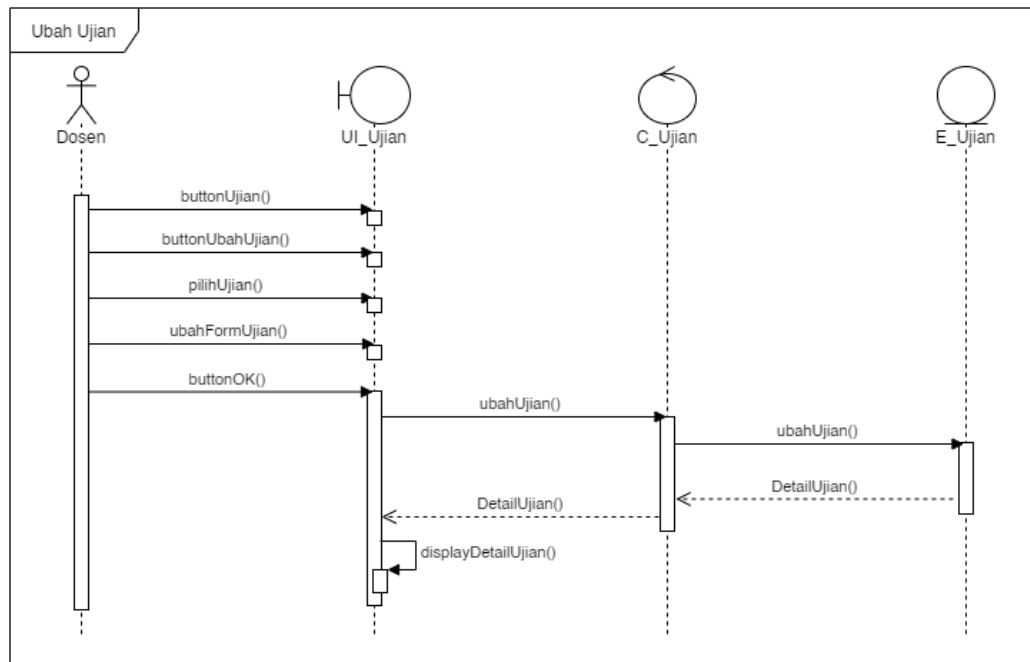 Ubah Ujian
Dosen
UI_Ujian
C_Ujian
E_Ujian
buttonUjian()
buttonUbahUjian()
pilihUjian()
ubahFormUjian()
buttonOK()
ubahUjian()
ubahUjian()
DetailUjian()
DetailUjian()
displayDetailUjian()